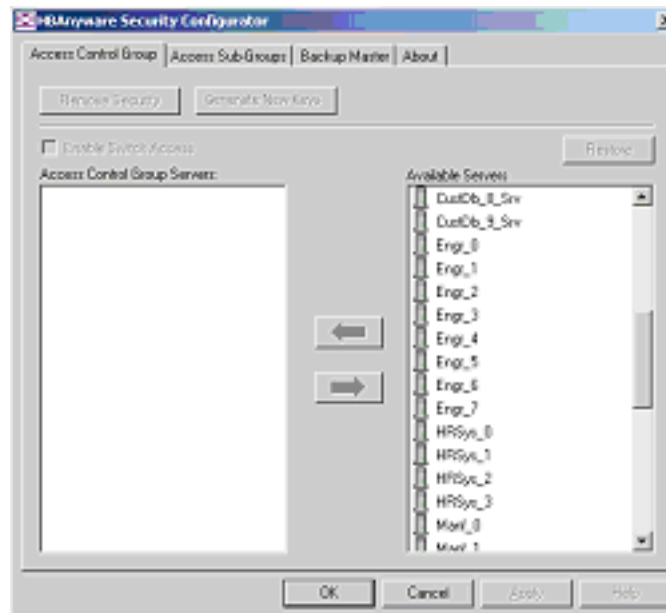 HBAnyware Security Configurator
Access Control Group
Access Sub-Groups
Backup Master
About
Remove Security
Generate New Keys
Enable Switch Access
Restore
Access Control Group Servers:
Available Servers
CustDb_8_Srv
CustDb_9_Srv
Engr_0
Engr_1
Engr_2
Engr_3
Engr_4
Engr_5
Engr_6
Engr_7
HRSys_0
HRSys_1
HRSys_2
HRSys_3
Manf_0
Manf_1
OK
Cancel
Apply
Help